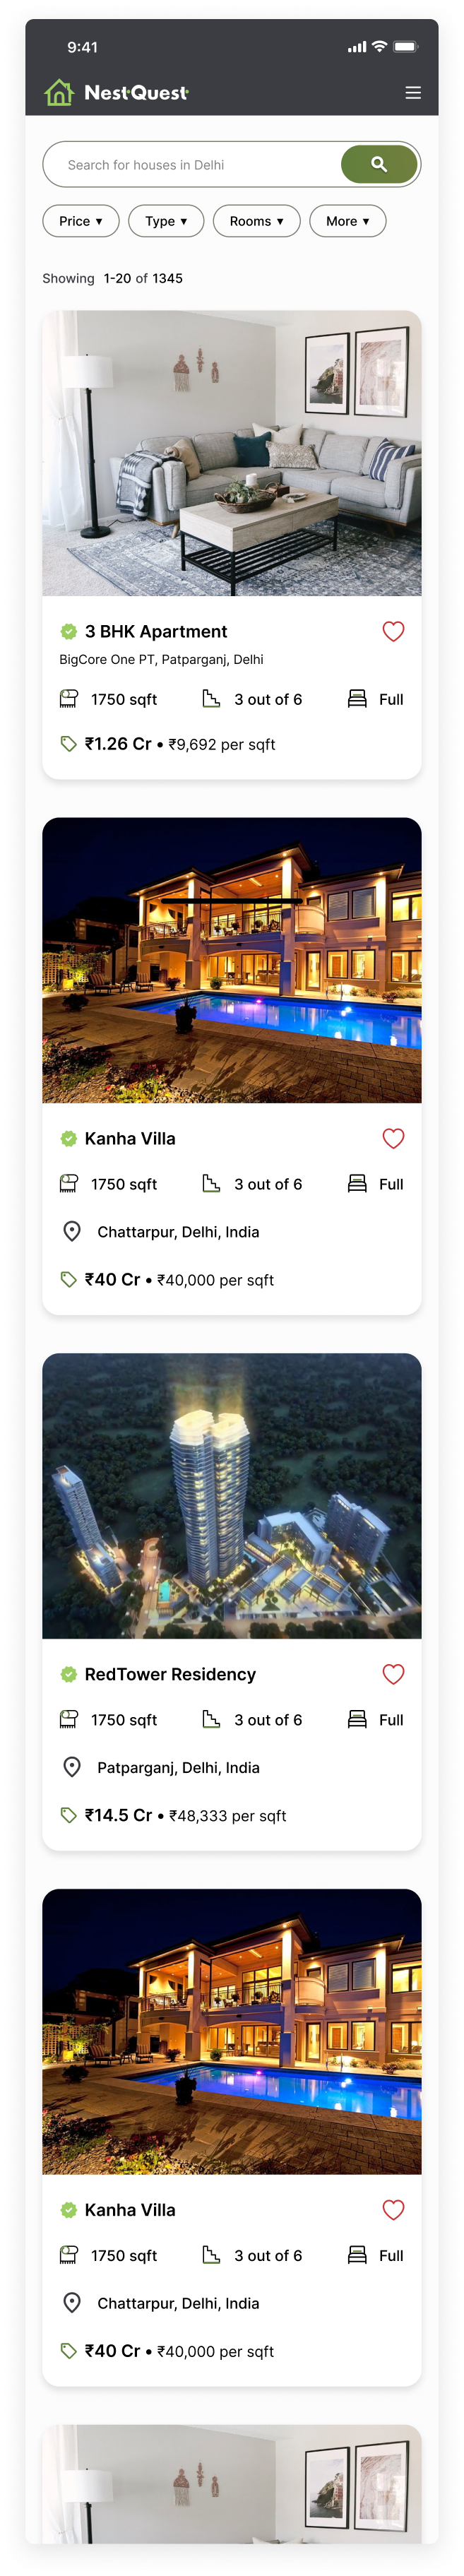 9:41
NestQuest
Search for houses in Delhi
Price ▼ Type ▼ Rooms ▼ More ▼
Showing 1-20 of 1345
3 BHK Apartment
BigCore One PT, Patparganj, Delhi
1750 sqft 3 out of 6 Full
₹1.26 Cr • ₹9,692 per sqft
Kanha Villa
1750 sqft 3 out of 6 Full
Chattarpur, Delhi, India
₹40 Cr • ₹40,000 per sqft
RedTower Residency
1750 sqft 3 out of 6 Full
Patparganj, Delhi, India
₹14.5 Cr • ₹48,333 per sqft
Kanha Villa
1750 sqft 3 out of 6 Full
Chattarpur, Delhi, India
₹40 Cr • ₹40,000 per sqft